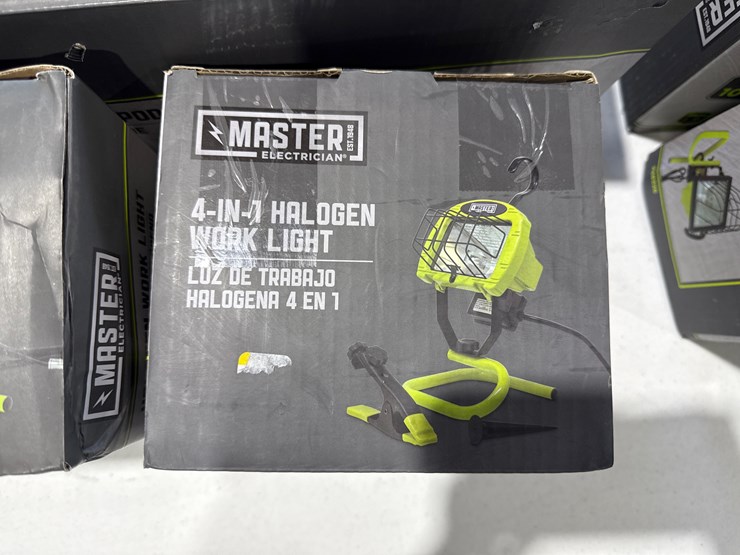 MASTER
EST.1948
ELECTRICIAN®
4-IN-1 HALOGEN
WORK LIGHT
LUZ DE TRABAJO
HALOGENA 4 EN 1
MASTER
ELECTRICIAN
WORK LIGHT